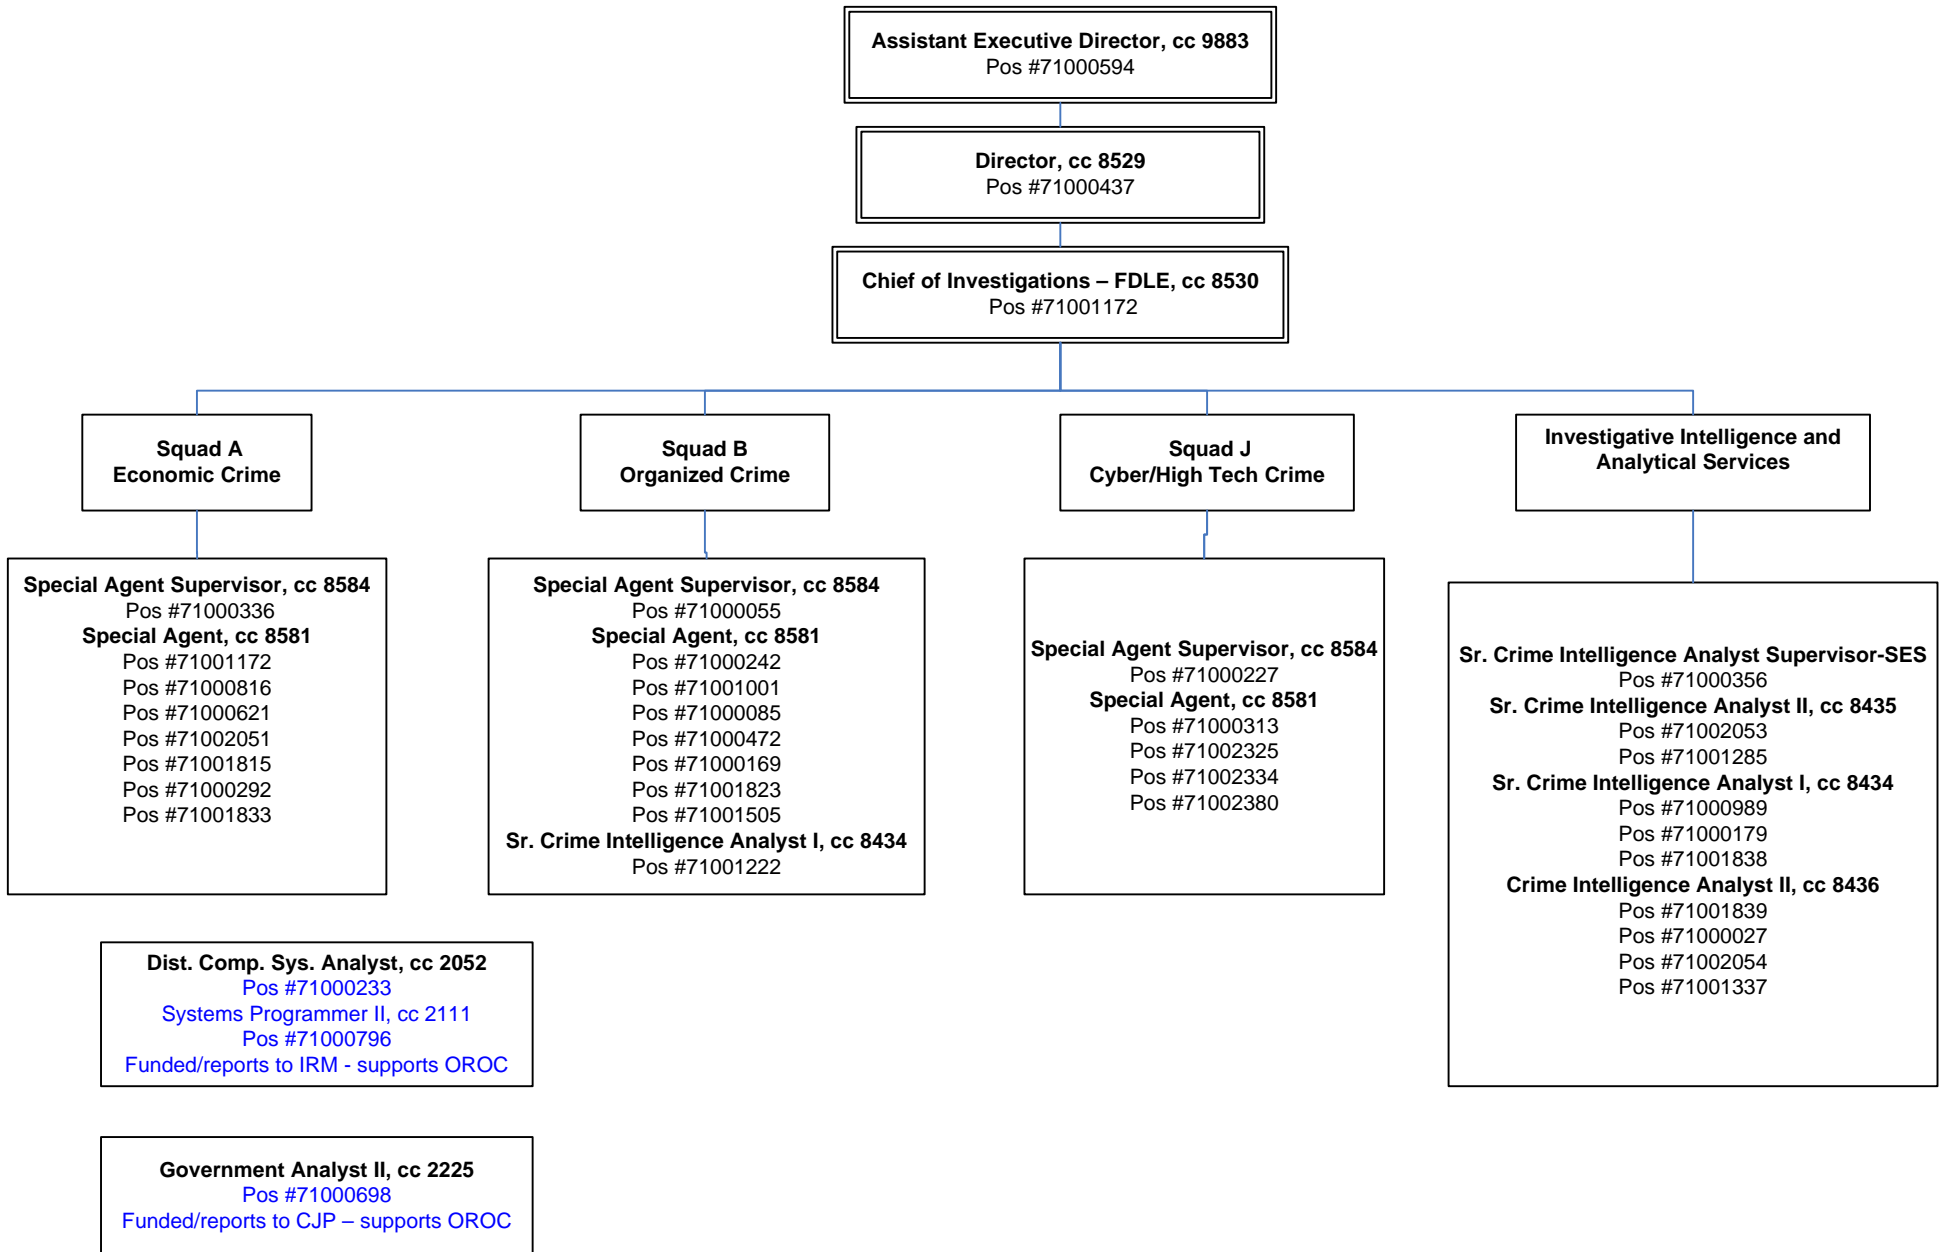 Assistant Executive Director, cc 9883
Pos #71000594
Director, cc 8529
Pos #71000437
Chief of Investigations – FDLE, cc 8530
Pos #71001172
Squad A
Economic Crime
Squad B
Organized Crime
Squad J
Cyber/High Tech Crime
Investigative Intelligence and
Analytical Services
Special Agent Supervisor, cc 8584
Pos #71000336
Special Agent, cc 8581
Pos #71001172
Pos #71000816
Pos #71000621
Pos #71002051
Pos #71001815
Pos #71000292
Pos #71001833
Special Agent Supervisor, cc 8584
Pos #71000055
Special Agent, cc 8581
Pos #71000242
Pos #71001001
Pos #71000085
Pos #71000472
Pos #71000169
Pos #71001823
Pos #71001505
Sr. Crime Intelligence Analyst I, cc 8434
Pos #71001222
Special Agent Supervisor, cc 8584
Pos #71000227
Special Agent, cc 8581
Pos #71000313
Pos #71002325
Pos #71002334
Pos #71002380
Sr. Crime Intelligence Analyst Supervisor-SES
Pos #71000356
Sr. Crime Intelligence Analyst II, cc 8435
Pos #71002053
Pos #71001285
Sr. Crime Intelligence Analyst I, cc 8434
Pos #71000989
Pos #71000179
Pos #71001838
Crime Intelligence Analyst II, cc 8436
Pos #71001839
Pos #71000027
Pos #71002054
Pos #71001337
Dist. Comp. Sys. Analyst, cc 2052
Pos #71000233
Systems Programmer II, cc 2111
Pos #71000796
Funded/reports to IRM - supports OROC
Government Analyst II, cc 2225
Pos #71000698
Funded/reports to CJP – supports OROC